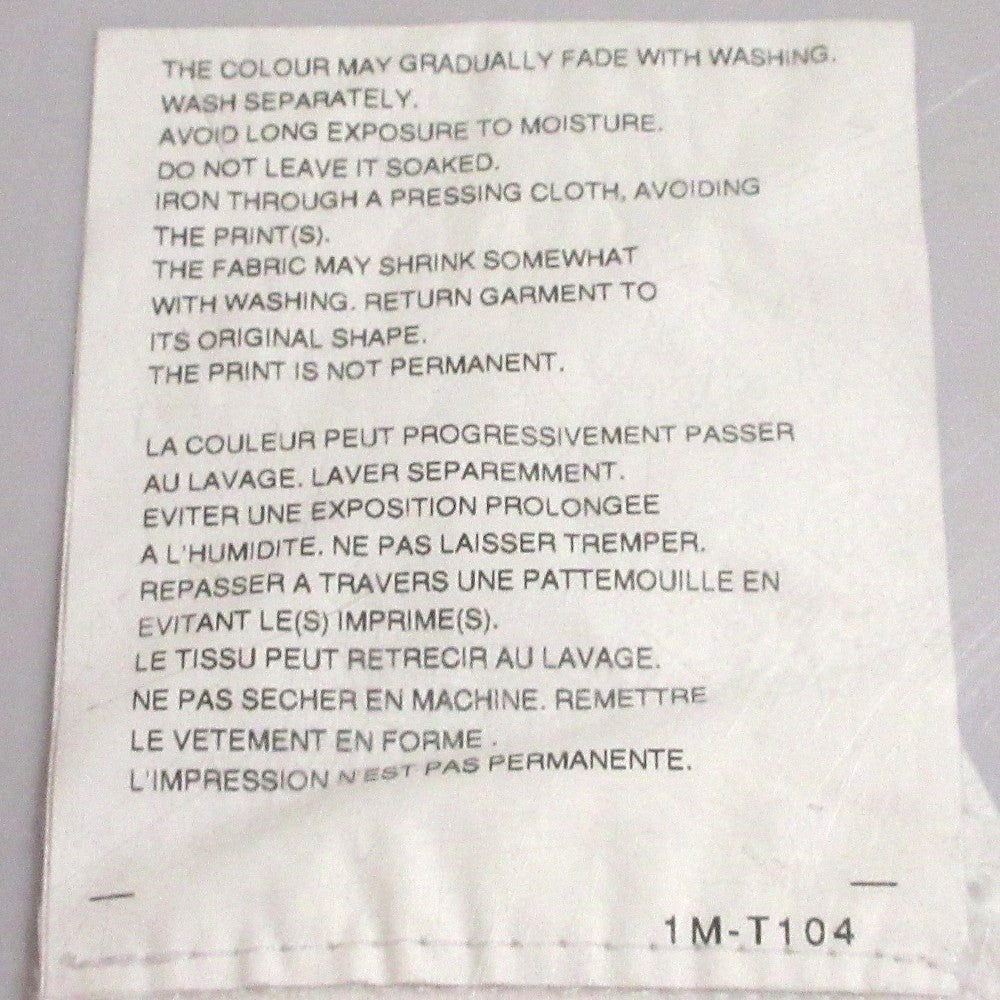 THE COLOUR MAY GRADUALLY FADE WITH WASHING.
WASH SEPARATELY.
AVOID LONG EXPOSURE TO MOISTURE.
DO NOT LEAVE IT SOAKED.
IRON THROUGH A PRESSING CLOTH, AVOIDING
THE PRINT(S).
THE FABRIC MAY SHRINK SOMEWHAT
WITH WASHING. RETURN GARMENT TO
ITS ORIGINAL SHAPE.
THE PRINT IS NOT PERMANENT.
LA COULEUR PEUT PROGRESSIVEMENT PASSER
AU LAVAGE. LAVER SEPAREMMENT.
EVITER UNE EXPOSITION PROLONGEE
A L'HUMIDITE. NE PAS LAISSER TREMPER.
REPASSER A TRAVERS UNE PATTEMOUILLE EN
EVITANT LE(S) IMPRIME(S).
LE TISSU PEUT RETRECIR AU LAVAGE.
NE PAS SECHER EN MACHINE. REMETTRE
LE VETEMENT EN FORME .
L'IMPRESSION N'EST PAS PERMANENTE.
1M-T104